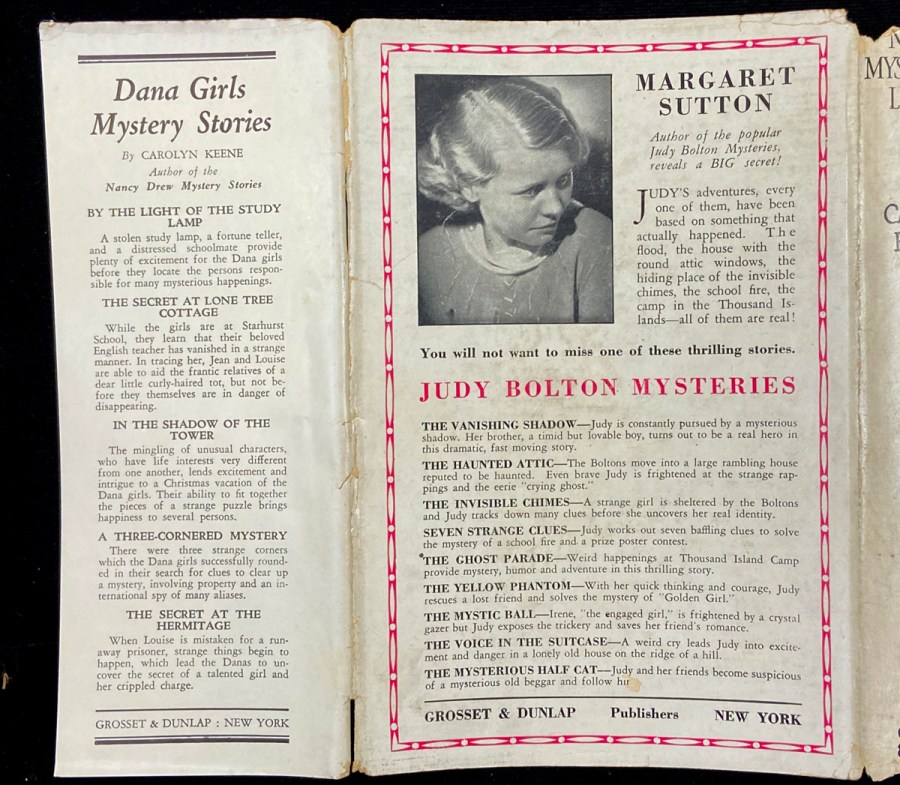 Dana Girls
Mystery Stories
By CAROLYN KEENE
Author of the
Nancy Drew Mystery Stories
BY THE LIGHT OF THE STUDY
LAMP
A stolen study lamp, a fortune teller,
and a distressed schoolmate provide
plenty of excitement for the Dana girls
before they locate the persons respon-
sible for many mysterious happenings.
THE SECRET AT LONE TREE
COTTAGE
While the girls are at Starhurst
School, they learn that their beloved
English teacher has vanished in a strange
manner. In tracing her, Jean and Louise
are able to aid the frantic relatives of a
dear little curly-haired tot, but not be-
fore they themselves are in danger of
disappearing.
IN THE SHADOW OF THE
TOWER
The mingling of unusual characters,
who have life interests very different
from one another, lends excitement and
intrigue to a Christmas vacation of the
Dana girls. Their ability to fit together
the pieces of a strange puzzle brings
happiness to several persons.
A THREE-CORNERED MYSTERY
There were three strange corners
which the Dana girls successfully round-
ed in their search for clues to clear up
a mystery, involving property and an in-
ternational spy of many aliases.
THE SECRET AT THE
HERMITAGE
When Louise is mistaken for a run-
away prisoner, strange things begin to
happen, which lead the Danas to un-
cover the secret of a talented girl and
her crippled charge.
GROSSET & DUNLAP : NEW YORK
MARGARET
SUTTON
Author of the popular
Judy Bolton Mysteries,
reveals a BIG secret!
JUDY'S adventures, every
one of them, have been
based on something that
actually happened. The
flood, the house with the
round attic windows, the
hiding place of the invisible
chimes, the school fire, the
camp in the Thousand Is-
lands—all of them are real!
You will not want to miss one of these thrilling stories.
JUDY BOLTON MYSTERIES
THE VANISHING SHADOW—Judy is constantly pursued by a mysterious
shadow. Her brother, a timid but lovable boy, turns out to be a real hero in
this dramatic, fast moving story.
THE HAUNTED ATTIC—The Boltons move into a large rambling house
reputed to be haunted. Even brave Judy is frightened at the strange rap-
pings and the eerie "crying ghost."
THE INVISIBLE CHIMES—A strange girl is sheltered by the Boltons
and Judy tracks down many clues before she uncovers her real identity.
SEVEN STRANGE CLUES—Judy works out seven baffling clues to solve
the mystery of a school fire and a prize poster contest.
THE GHOST PARADE—Weird happenings at Thousand Island Camp
provide mystery, humor and adventure in this thrilling story.
THE YELLOW PHANTOM—With her quick thinking and courage, Judy
rescues a lost friend and solves the mystery of "Golden Girl."
THE MYSTIC BALL—Irene, "the engaged girl," is frightened by a crystal
gazer but Judy exposes the trickery and saves her friend's romance.
THE VOICE IN THE SUITCASE—A weird cry leads Judy into excite-
ment and danger in a lonely old house on the ridge of a hill.
THE MYSTERIOUS HALF CAT—Judy and her friends become suspicious
of a mysterious old beggar and follow
GROSSET & DUNLAP Publishers NEW YORK